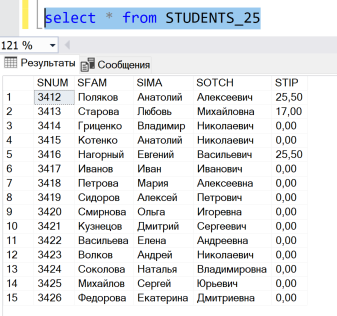 select * from STUDENTS_25
121 %
Результаты Сообщения
SNUM SFAM SIMA SOTCH STIP
1 3412 Поляков Анатолий Алексеевич 25,50
2 3413 Старова Любовь Михайловна 17,00
3 3414 Гриценко Владимир Николаевич 0,00
4 3415 Котенко Анатолий Николаевич 0,00
5 3416 Нагорный Евгений Васильевич 25,50
6 3417 Иванов Иван Иванович 0,00
7 3418 Петрова Мария Алексеевна 0,00
8 3419 Сидоров Алексей Петрович 0,00
9 3420 Смирнова Ольга Игоревна 0,00
10 3421 Кузнецов Дмитрий Сергеевич 0,00
11 3422 Васильева Елена Андреевна 0,00
12 3423 Волков Андрей Николаевич 0,00
13 3424 Соколова Наталья Владимировна 0,00
14 3425 Михайлов Сергей Юрьевич 0,00
15 3426 Федорова Екатерина Дмитриевна 0,00